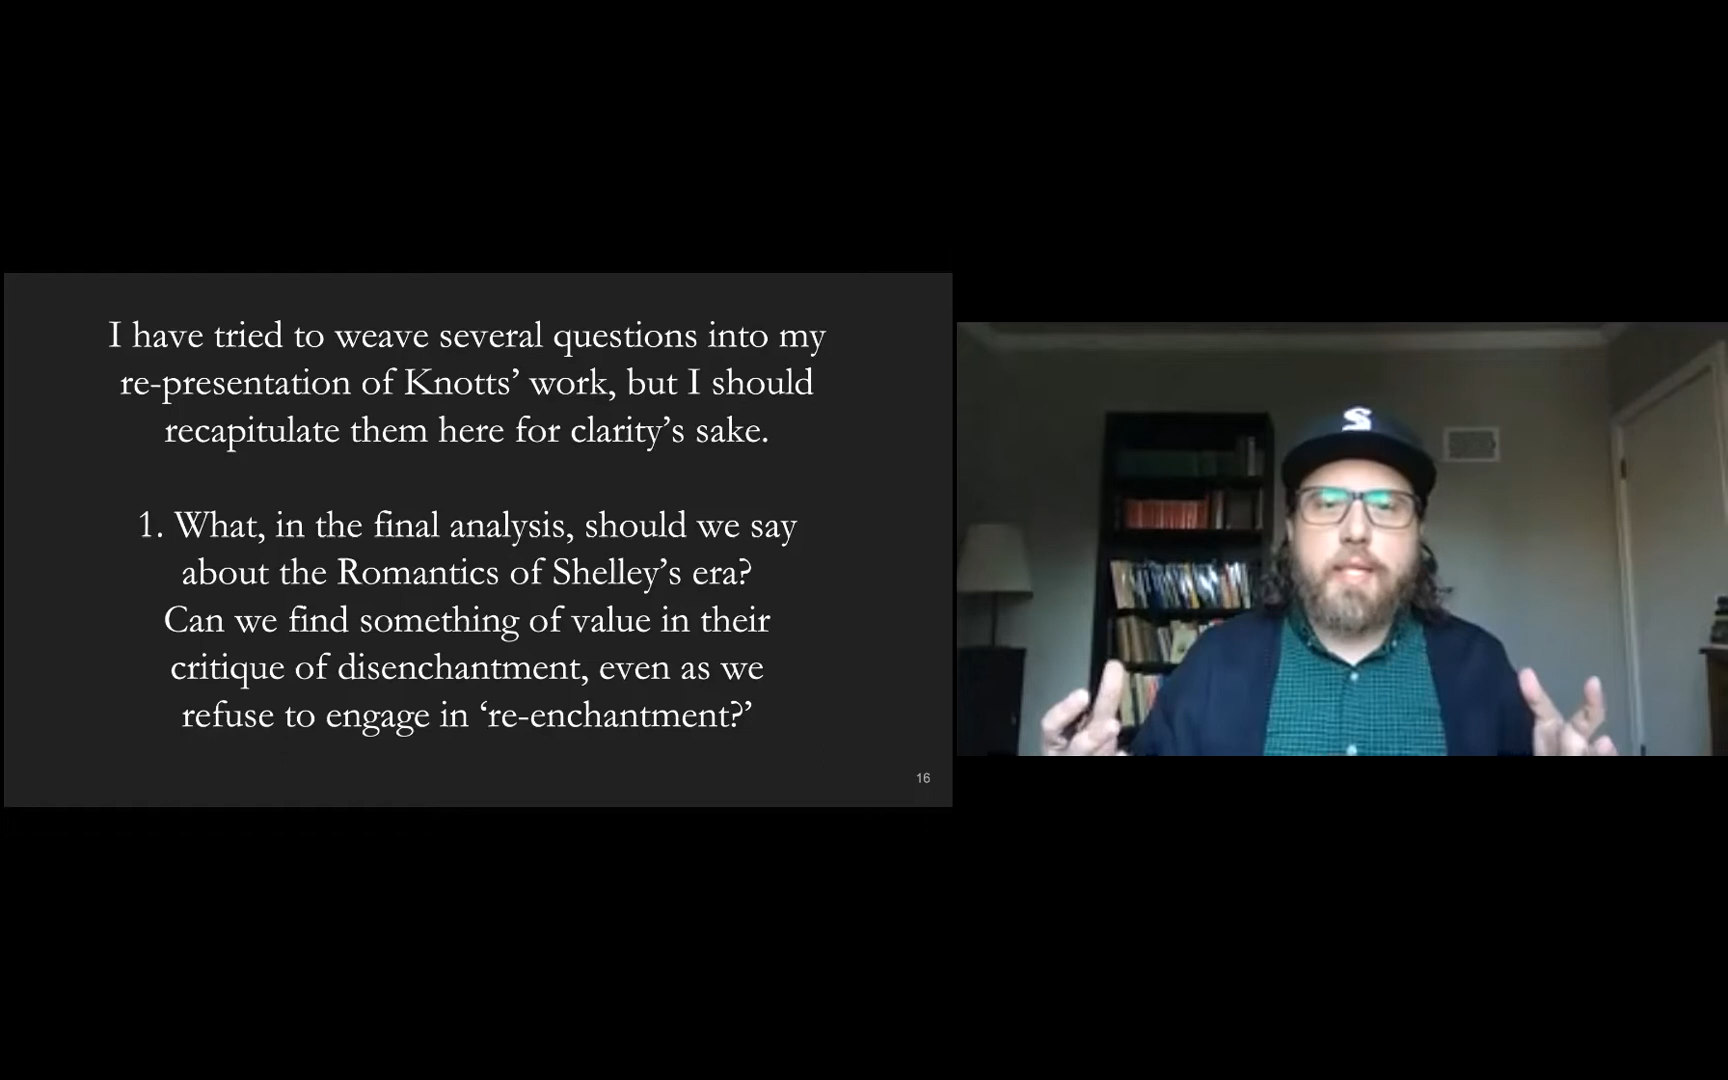 I have tried to weave several questions into my
re-presentation of Knotts’ work, but I should
recapitulate them here for clarity’s sake.
1. What, in the final analysis, should we say
about the Romantics of Shelley’s era?
Can we find something of value in their
critique of disenchantment, even as we
refuse to engage in ‘re-enchantment?’
16
S